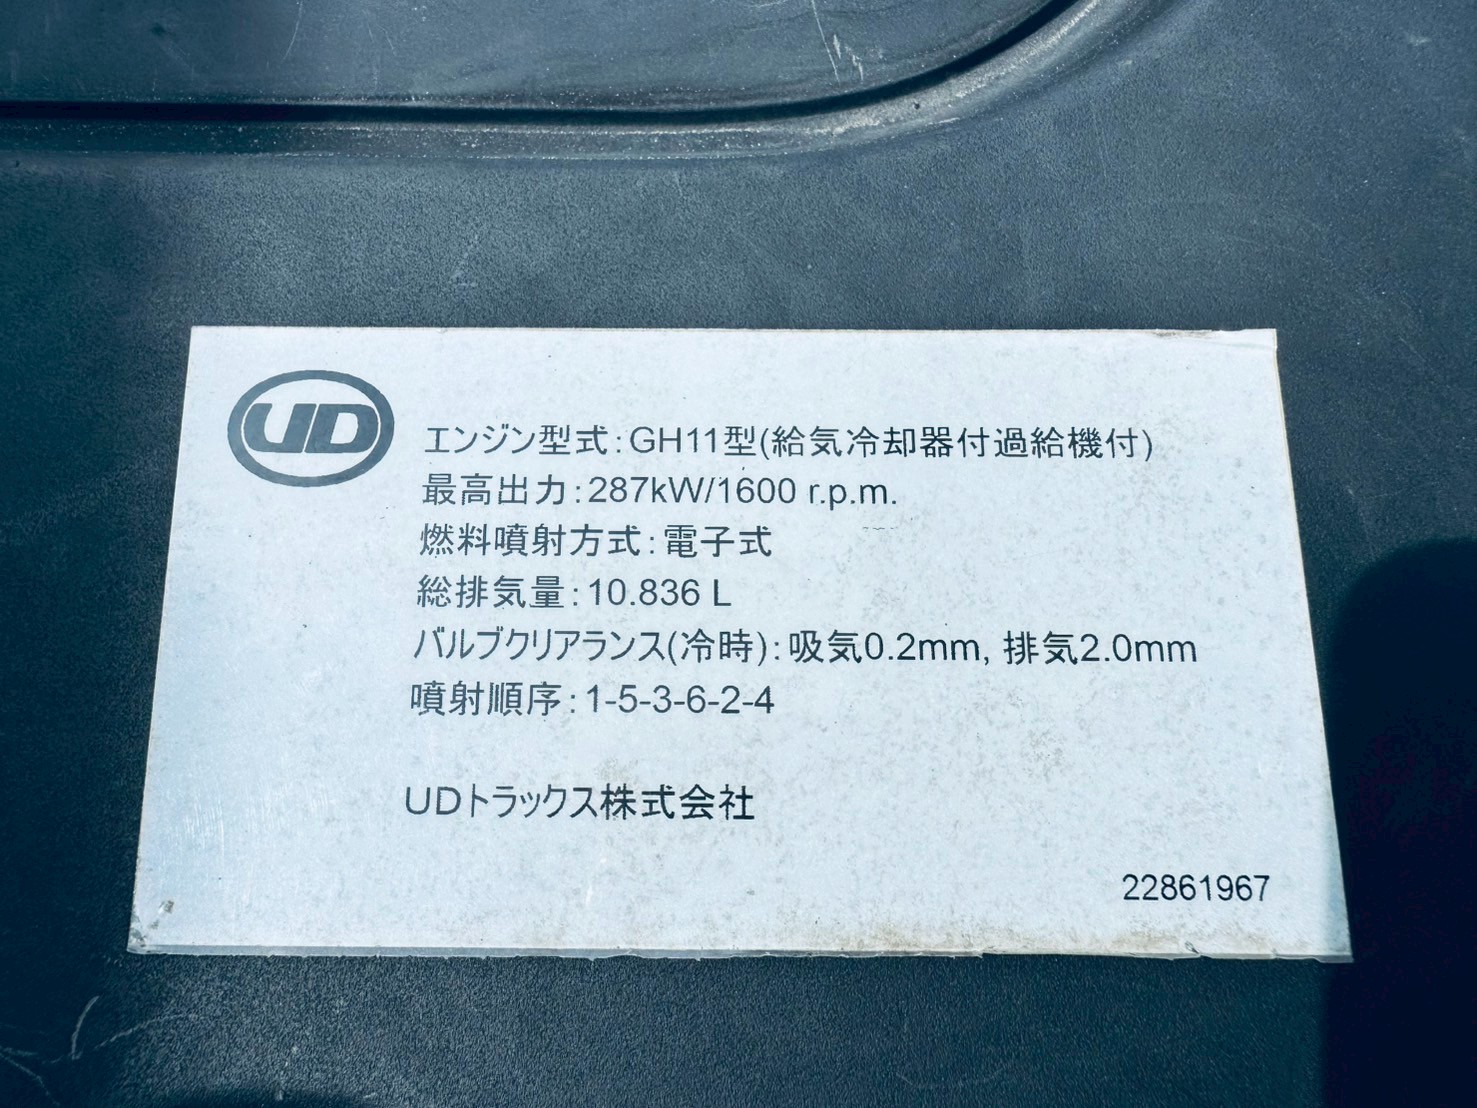 UD
エンジン型式:GH11型(給気冷却器付過給機付)
最高出力:287kW/1600 r.p.m.
燃料噴射方式:電子式
総排気量:10.836 L
バルブクリアランス(冷時):吸気0.2mm, 排気2.0mm
噴射順序:1-5-3-6-2-4
UDトラックス株式会社
22861967